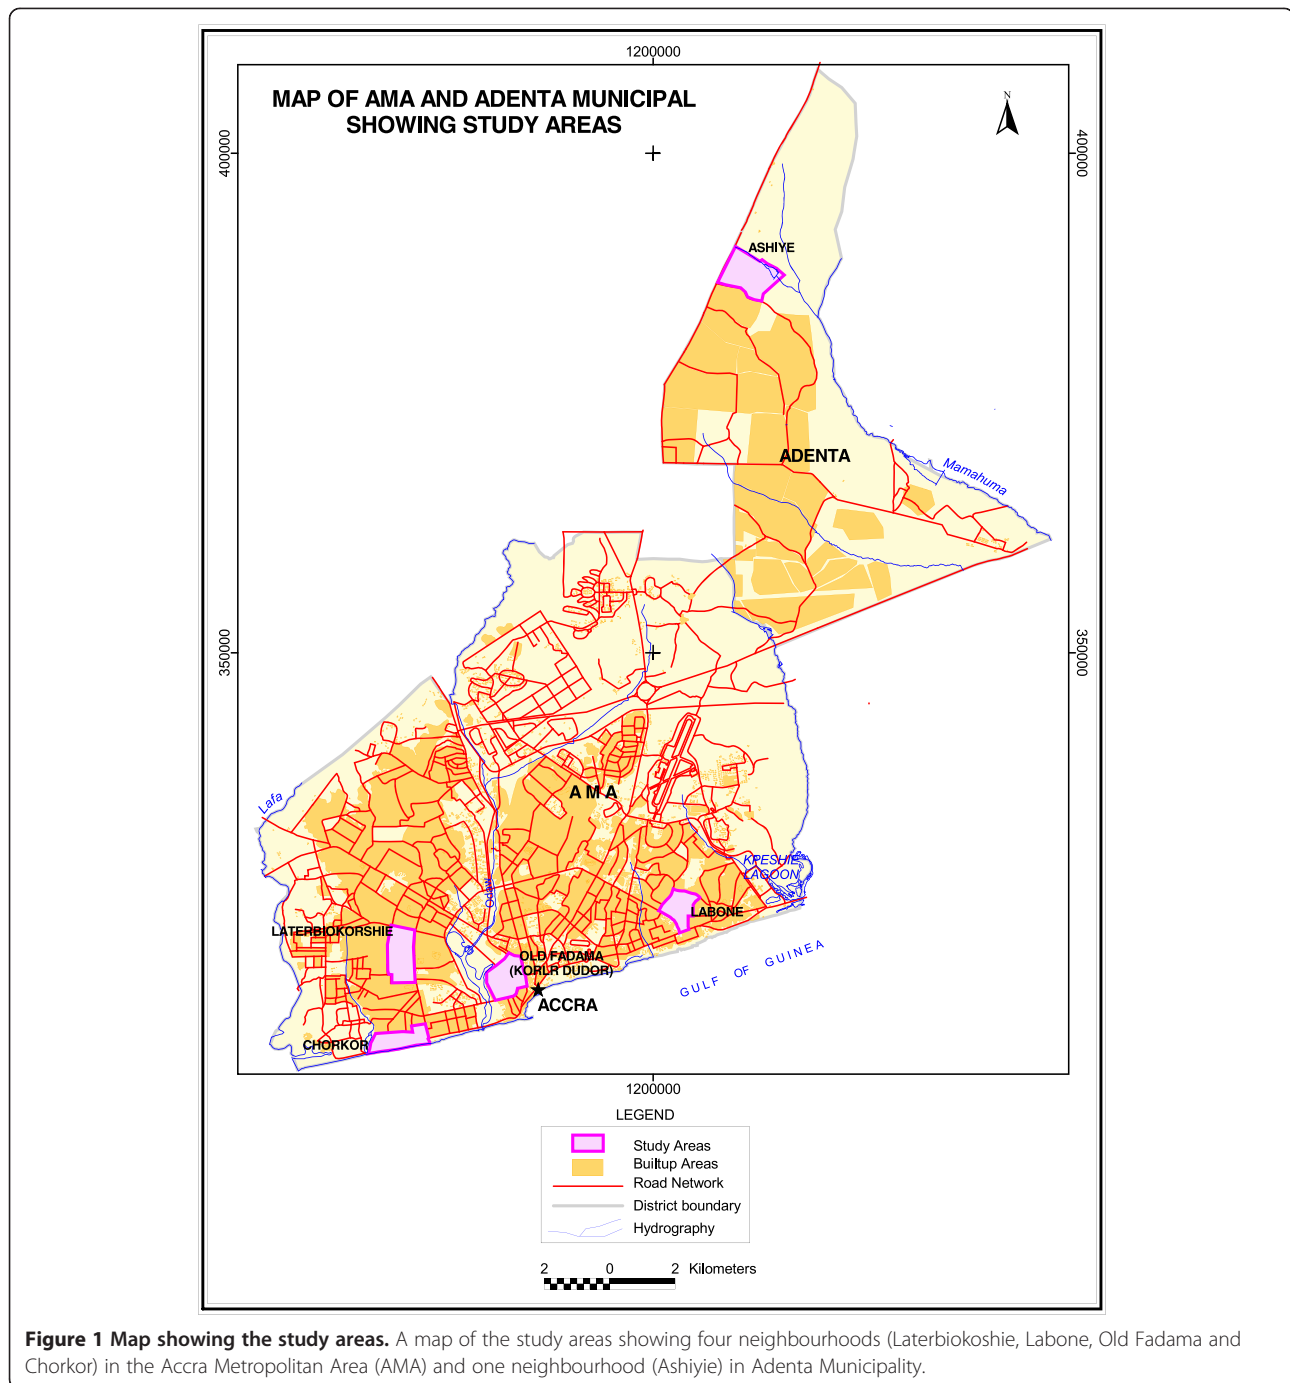 1200000
MAP OF AMA AND ADENTA MUNICIPAL
SHOWING STUDY AREAS
N
400000
400000
ASHIYE
ADENTA
Mamahuma
350000
350000
Lafa
A M A
KPESHIE
LAGOON
Odaw
LABONE
LATERBIOKORSHIE
OLD FADAMA
(KORLR DUDOR)
GULF OF GUINEA
ACCRA
CHORKOR
1200000
LEGEND
Study Areas
Builtup Areas
Road Network
District boundary
Hydrography
2 0 2 Kilometers
Figure 1 Map showing the study areas. A map of the study areas showing four neighbourhoods (Laterbiokoshie, Labone, Old Fadama and
Chorkor) in the Accra Metropolitan Area (AMA) and one neighbourhood (Ashiyie) in Adenta Municipality.